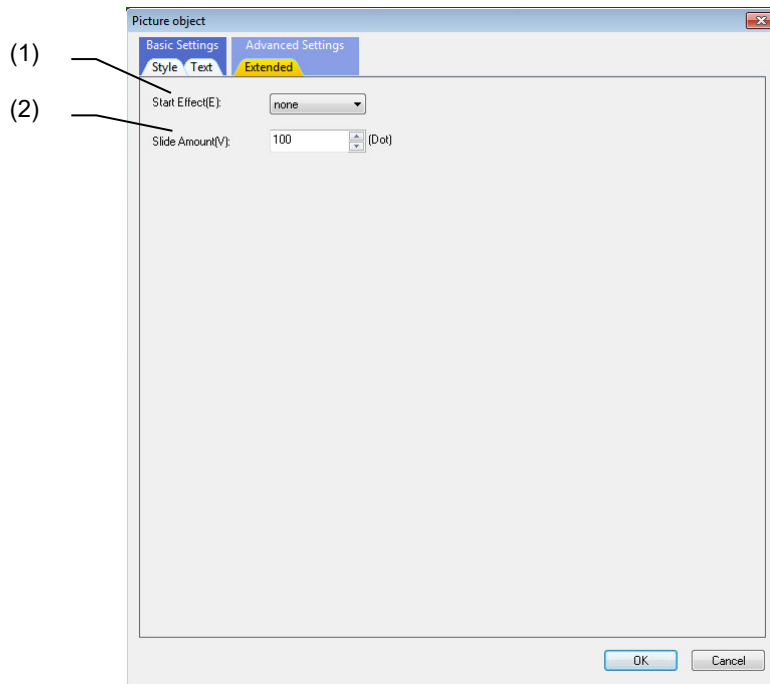 Picture object
Basic Settings Advanced Settings
Style Text Extended
(1)
Start Effect(E): none
(2)
Slide Amount(V): 100 (Dot)
OK Cancel